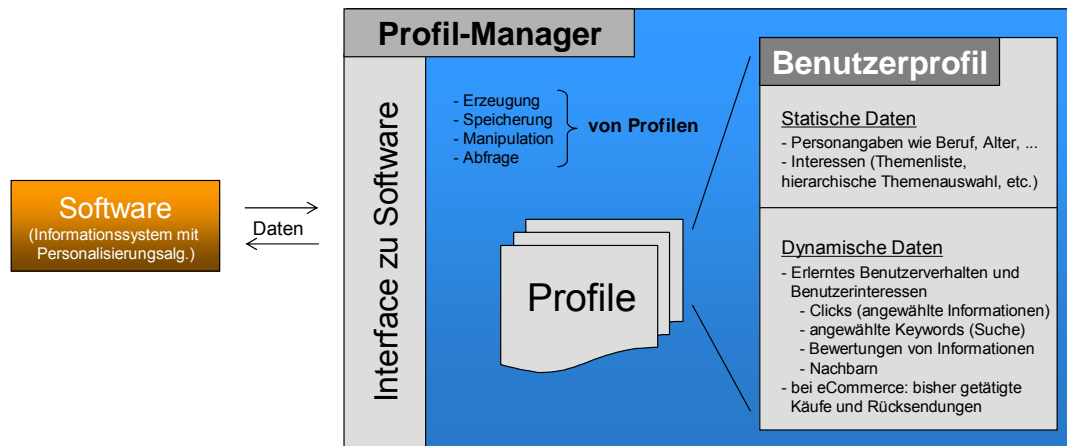 Profil-Manager
Benutzerprofil
- Erzeugung
- Speicherung
- Manipulation
- Abfrage
von Profilen
Statische Daten
- Personangaben wie Beruf, Alter, ...
- Interessen (Themenliste,
hierarchische Themenauswahl, etc.)
Software
(Informationssystem mit
Personalisierungsalg.)
Daten
Interface zu Software
Profile
Dynamische Daten
- Erlerntes Benutzerverhalten und
Benutzerinteressen
- Clicks (angewählte Informationen)
- angewählte Keywords (Suche)
- Bewertungen von Informationen
- Nachbarn
- bei eCommerce: bisher getätigte
Käufe und Rücksendungen